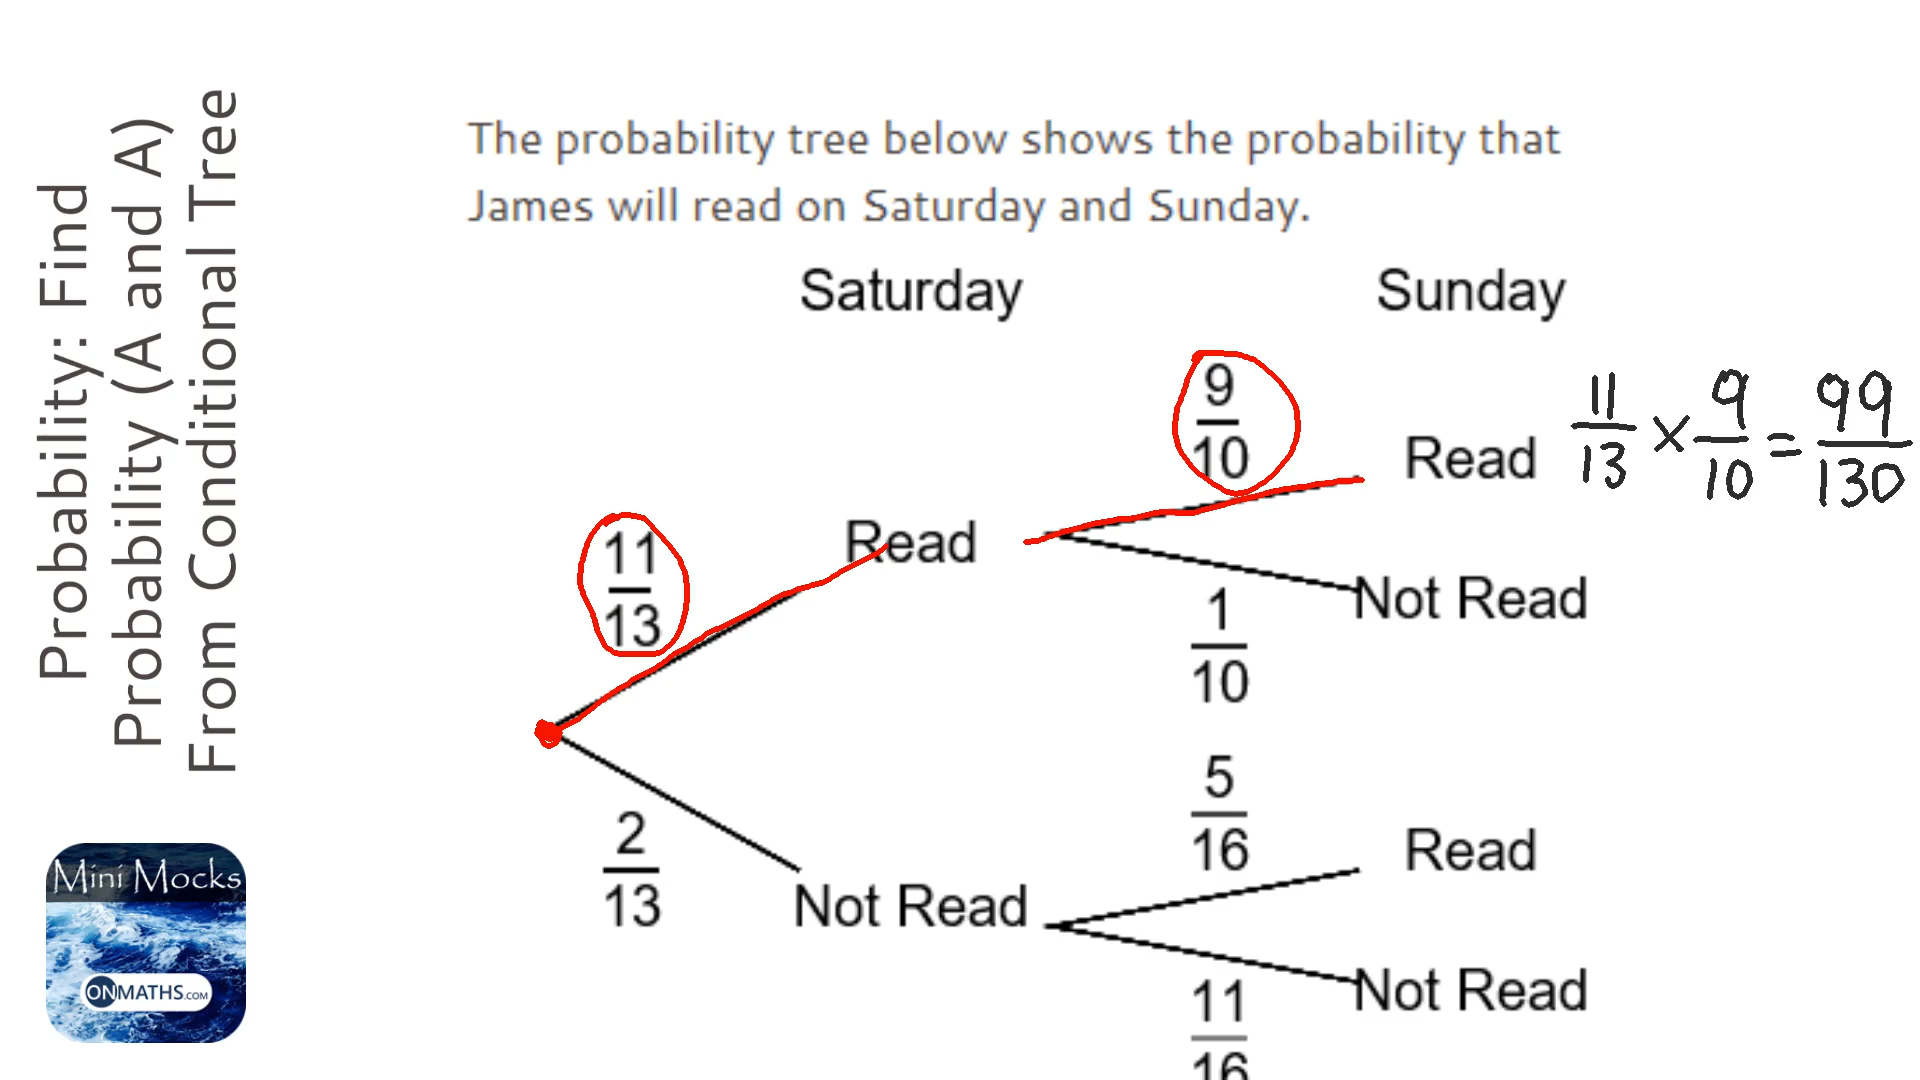 Probability: Find
Probability (A and A)
From Conditional Tree
The probability tree below shows the probability that
James will read on Saturday and Sunday.
Saturday
Sunday
9
10
Read
11
13
×
9
10
=
99
130
11
13
Read
Not Read
1
10
2
13
Not Read
5
16
Read
Not Read
11
16
Mini Mocks
ONMATHS.COM